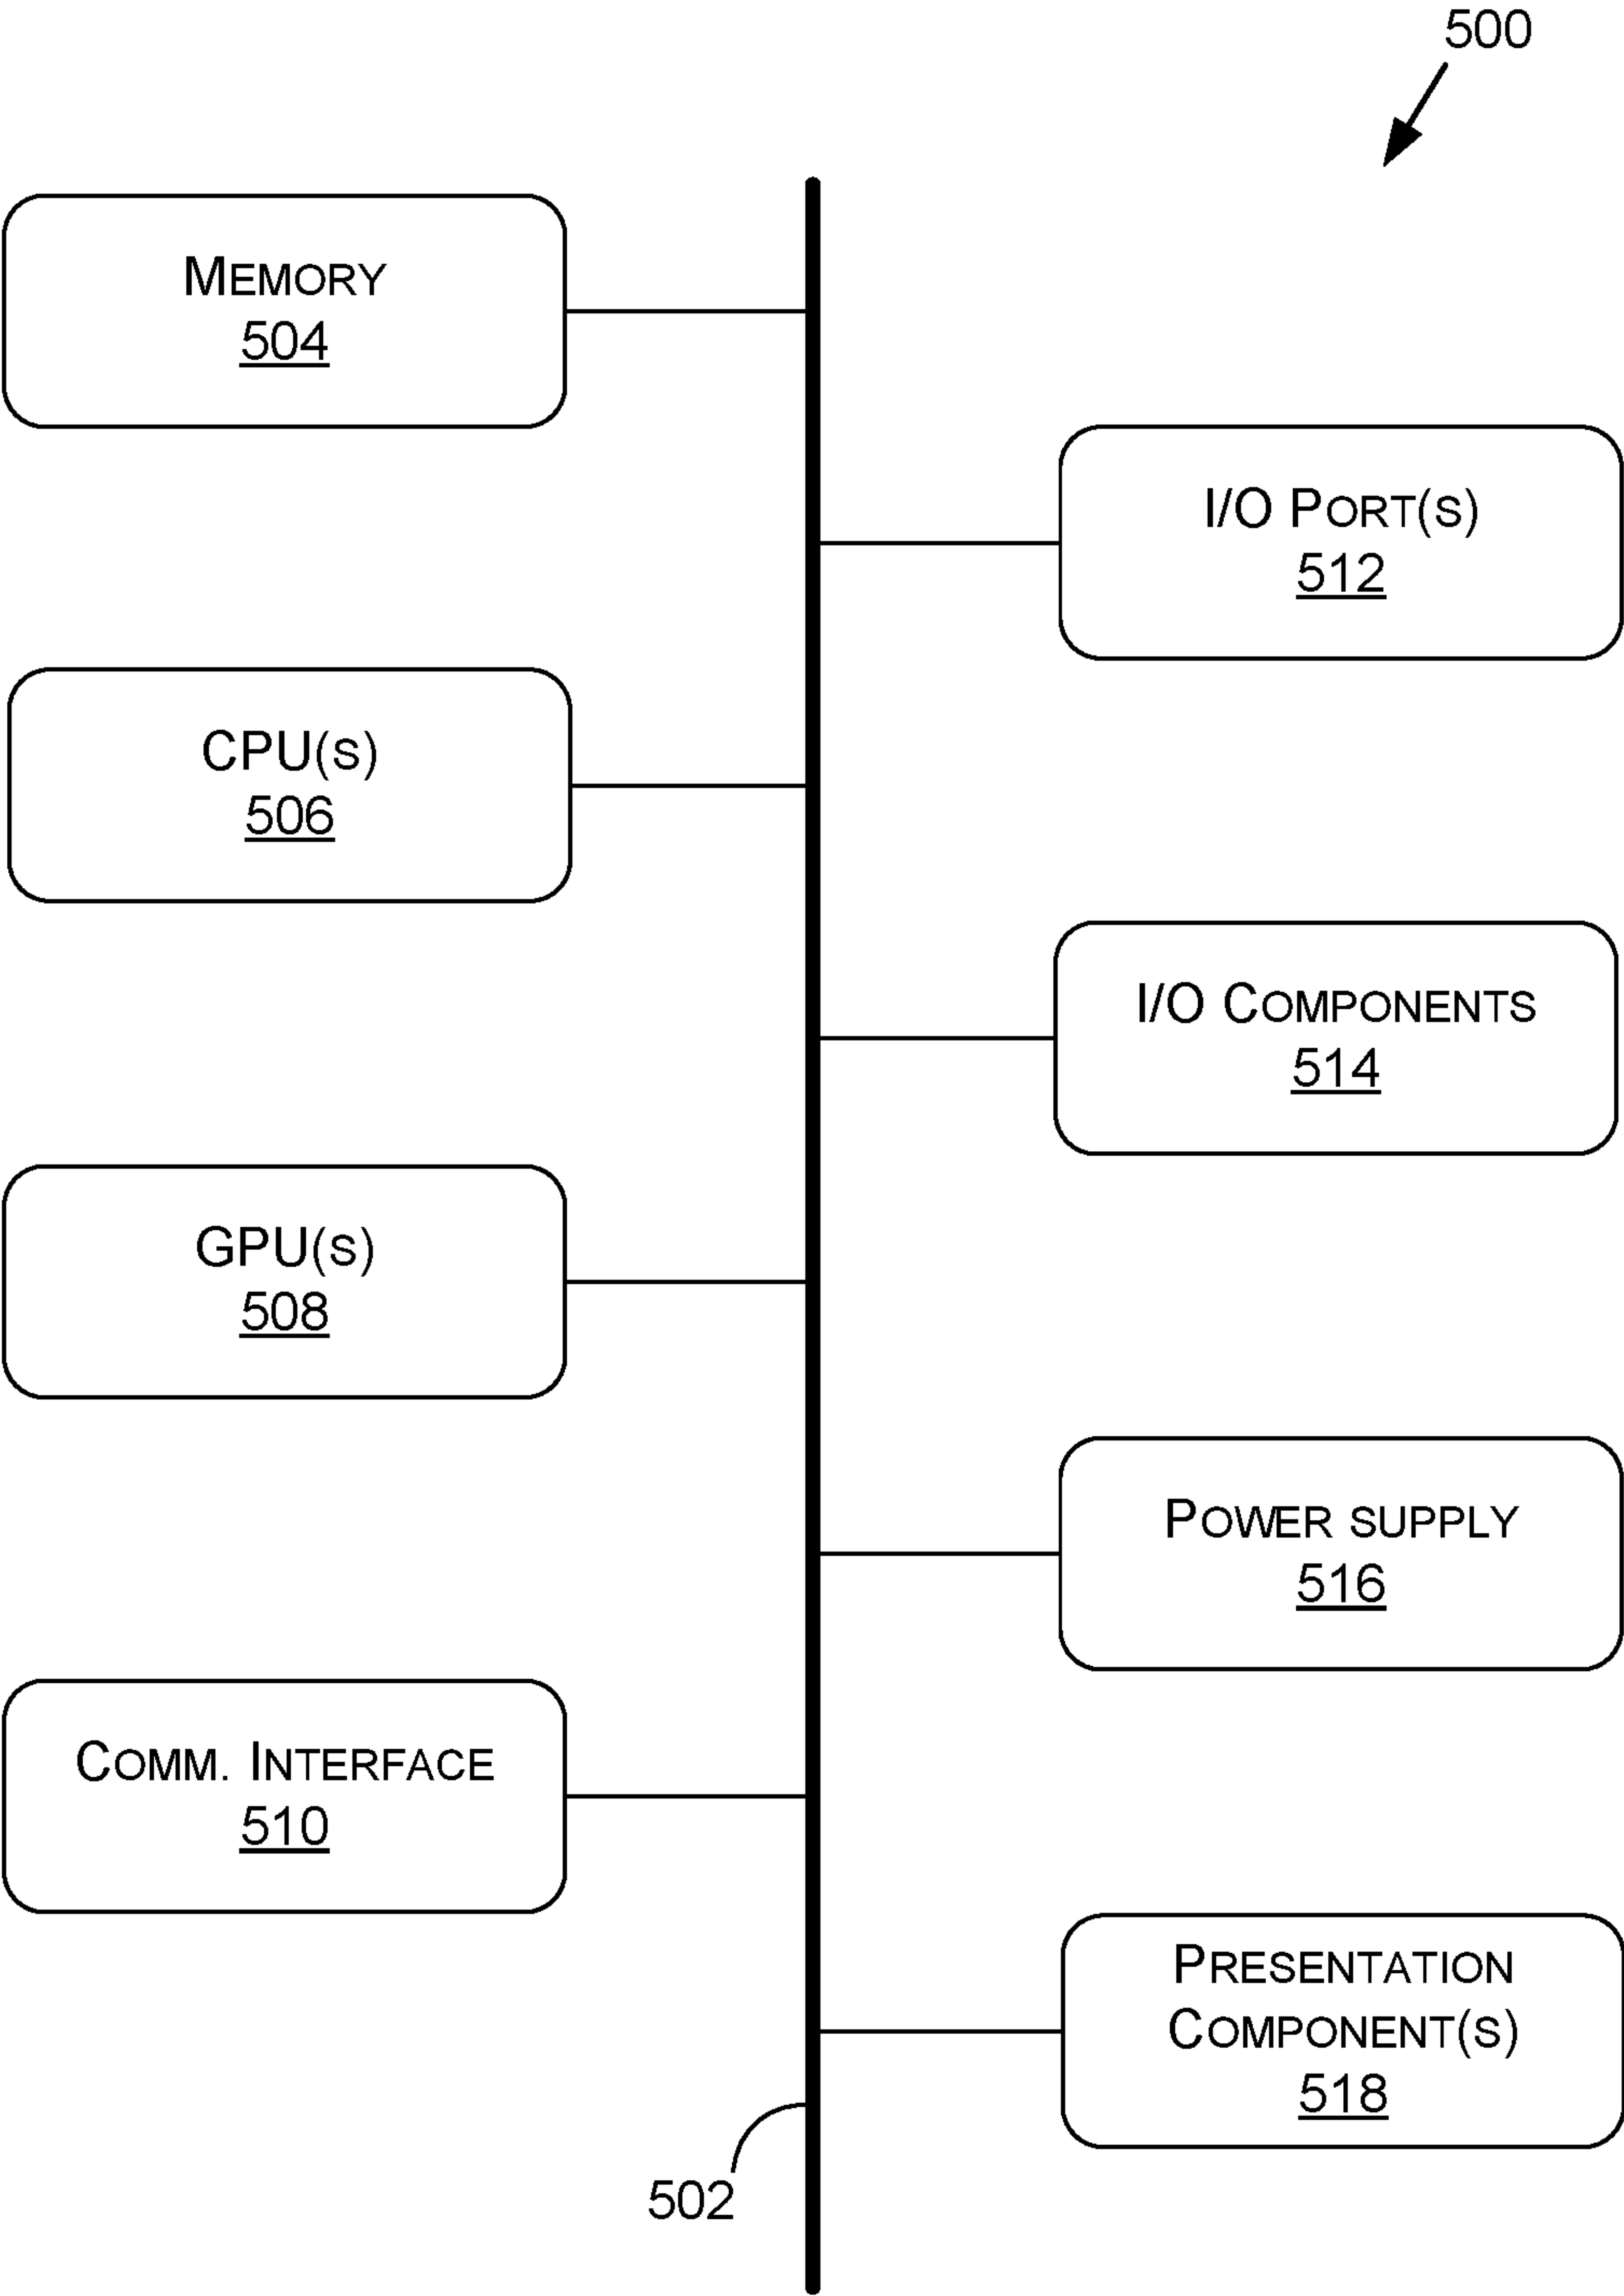 500
Memory
504
I/O Port(s)
512
CPU(s)
506
I/O Components
514
GPU(s)
508
Power supply
516
Comm. Interface
510
Presentation
Component(s)
518
502